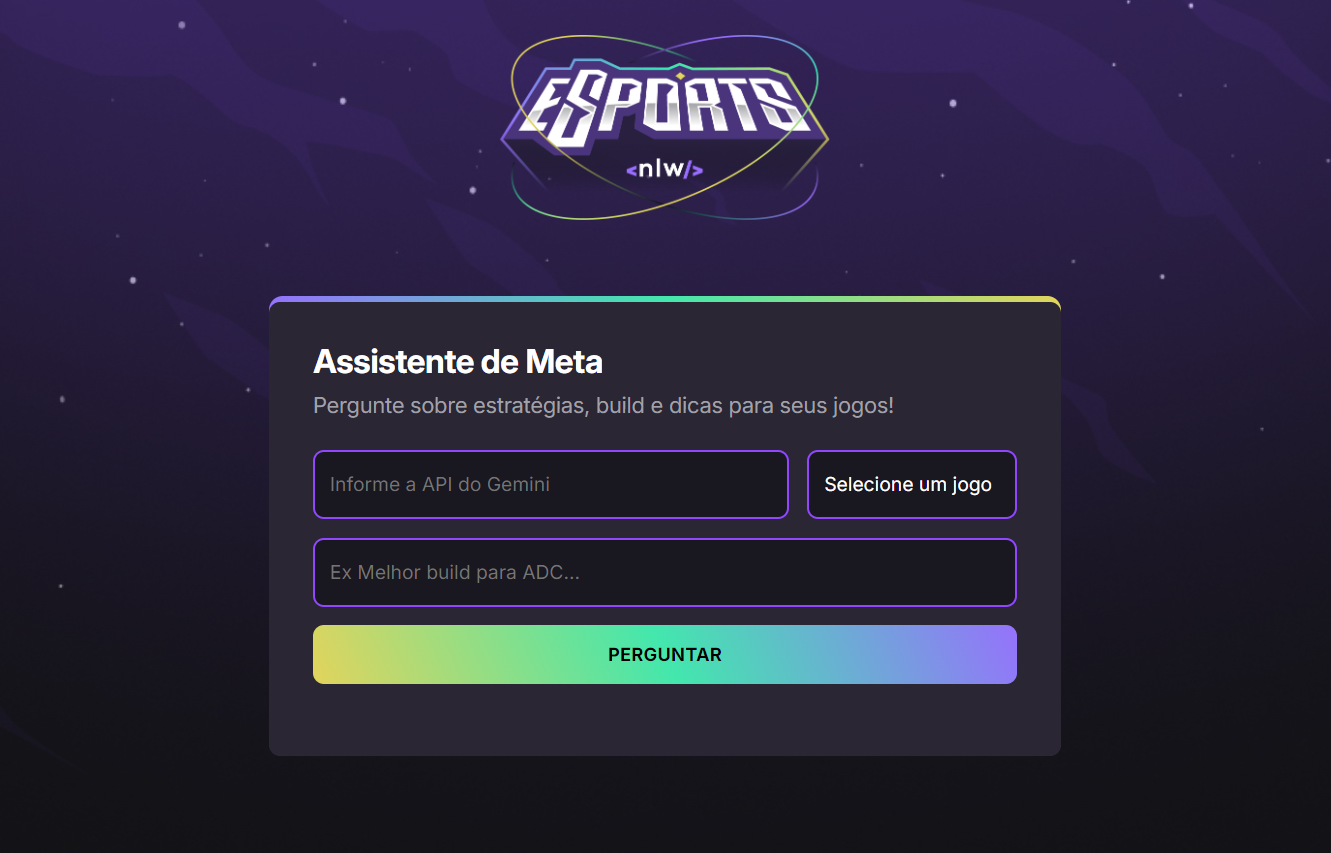 ESPORTS
<nlw/>
Assistente de Meta
Pergunte sobre estratégias, build e dicas para seus jogos!
Informe a API do Gemini
Selecione um jogo
Ex Melhor build para ADC...
PERGUNTAR